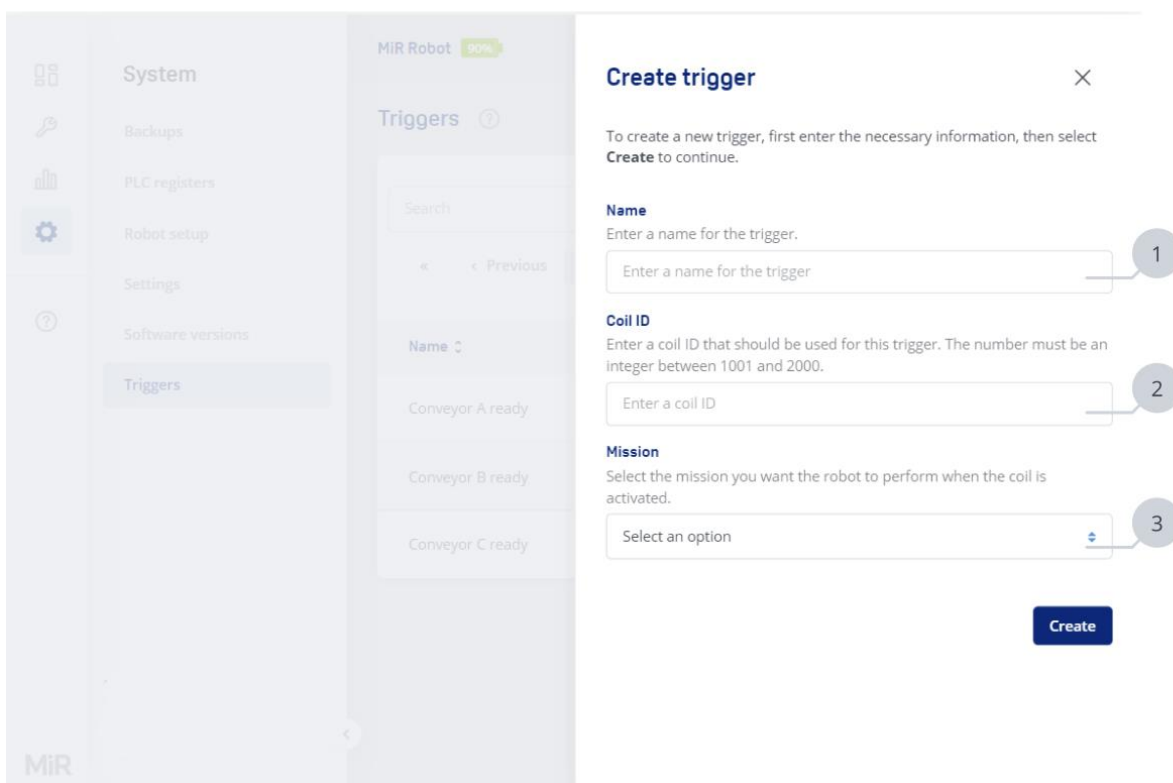 MiR Robot 90%
System
Backups
PLC registers
Robot setup
Settings
Software versions
Triggers
Triggers ?
Search
« ‹ Previous
Name
Conveyor A ready
Conveyor B ready
Conveyor C ready
?
MiR
Create trigger
To create a new trigger, first enter the necessary information, then select
Create to continue.
Name
Enter a name for the trigger.
Enter a name for the trigger
1
Coil ID
Enter a coil ID that should be used for this trigger. The number must be an
integer between 1001 and 2000.
Enter a coil ID
2
Mission
Select the mission you want the robot to perform when the coil is
activated.
Select an option
3
Create